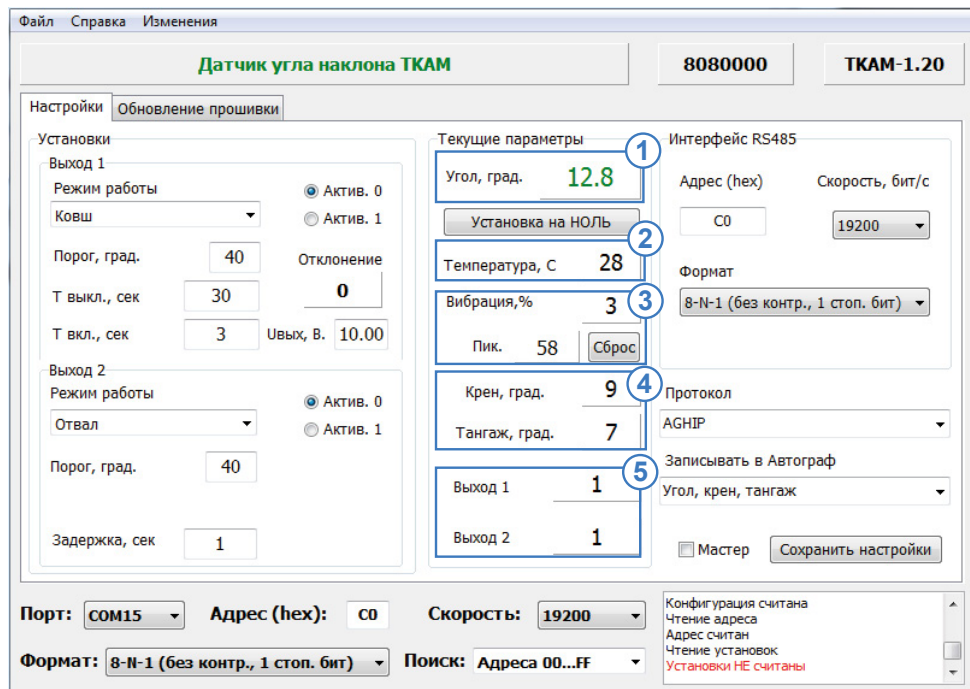 Файл Справка Изменения
Датчик угла наклона ТКАМ
8080000
ТКАМ-1.20
Настройки
Обновление прошивки
Установки
Выход 1
Режим работы
Ковш
Актив. 0
Актив. 1
Порог, град. 40
Отклонение
0
Т выкл., сек 30
Т вкл., сек 3
Uвых, В. 10.00
Выход 2
Режим работы
Отвал
Актив. 0
Актив. 1
Порог, град. 40
Задержка, сек 1
Текущие параметры
1
Угол, град. 12.8
Установка на НОЛЬ
2
Температура, С 28
3
Вибрация,% 3
Пик. 58 Сброс
4
Крен, град. 9
Тангаж, град. 7
5
Выход 1 1
Выход 2 1
Интерфейс RS485
Адрес (hex) Скорость, бит/с
C0 19200
Формат
8-N-1 (без контр., 1 стоп. бит)
Протокол
AGHIP
Записывать в Автограф
Угол, крен, тангаж
Мастер Сохранить настройки
Порт: COM15 Адрес (hex): C0 Скорость: 19200
Формат: 8-N-1 (без контр., 1 стоп. бит) Поиск: Адреса 00...FF
Конфигурация считана
Чтение адреса
Адрес считан
Чтение установок
Установки НЕ считаны